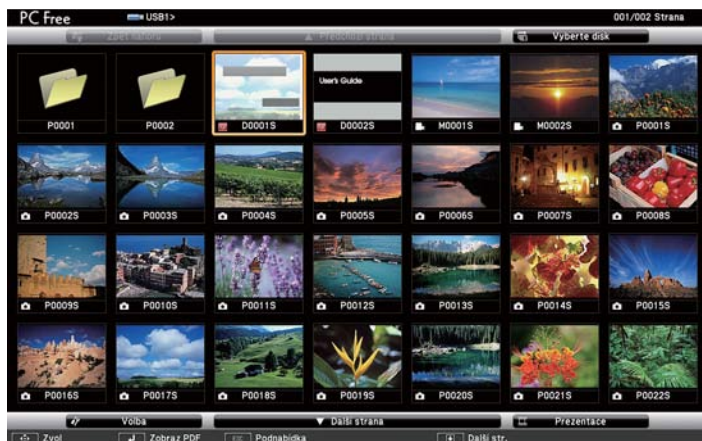 PC Free USB1> 001/002 Strana
Zpět nahoru ▲ Předchozí strana Vyberte disk
User's Guide
P0001 P0002 D0001S D0002S M0001S M0002S P0001S
P0002S P0003S P0004S P0005S P0006S P0007S P0008S
P0009S P0010S P0011S P0012S P0013S P0014S P0015S
P0016S P0017S P0018S P0019S P0020S P0021S P0022S
Volba ▼ Další strana Prezentace
Zvol Zobraz PDF Esc Podnabídka Další str.